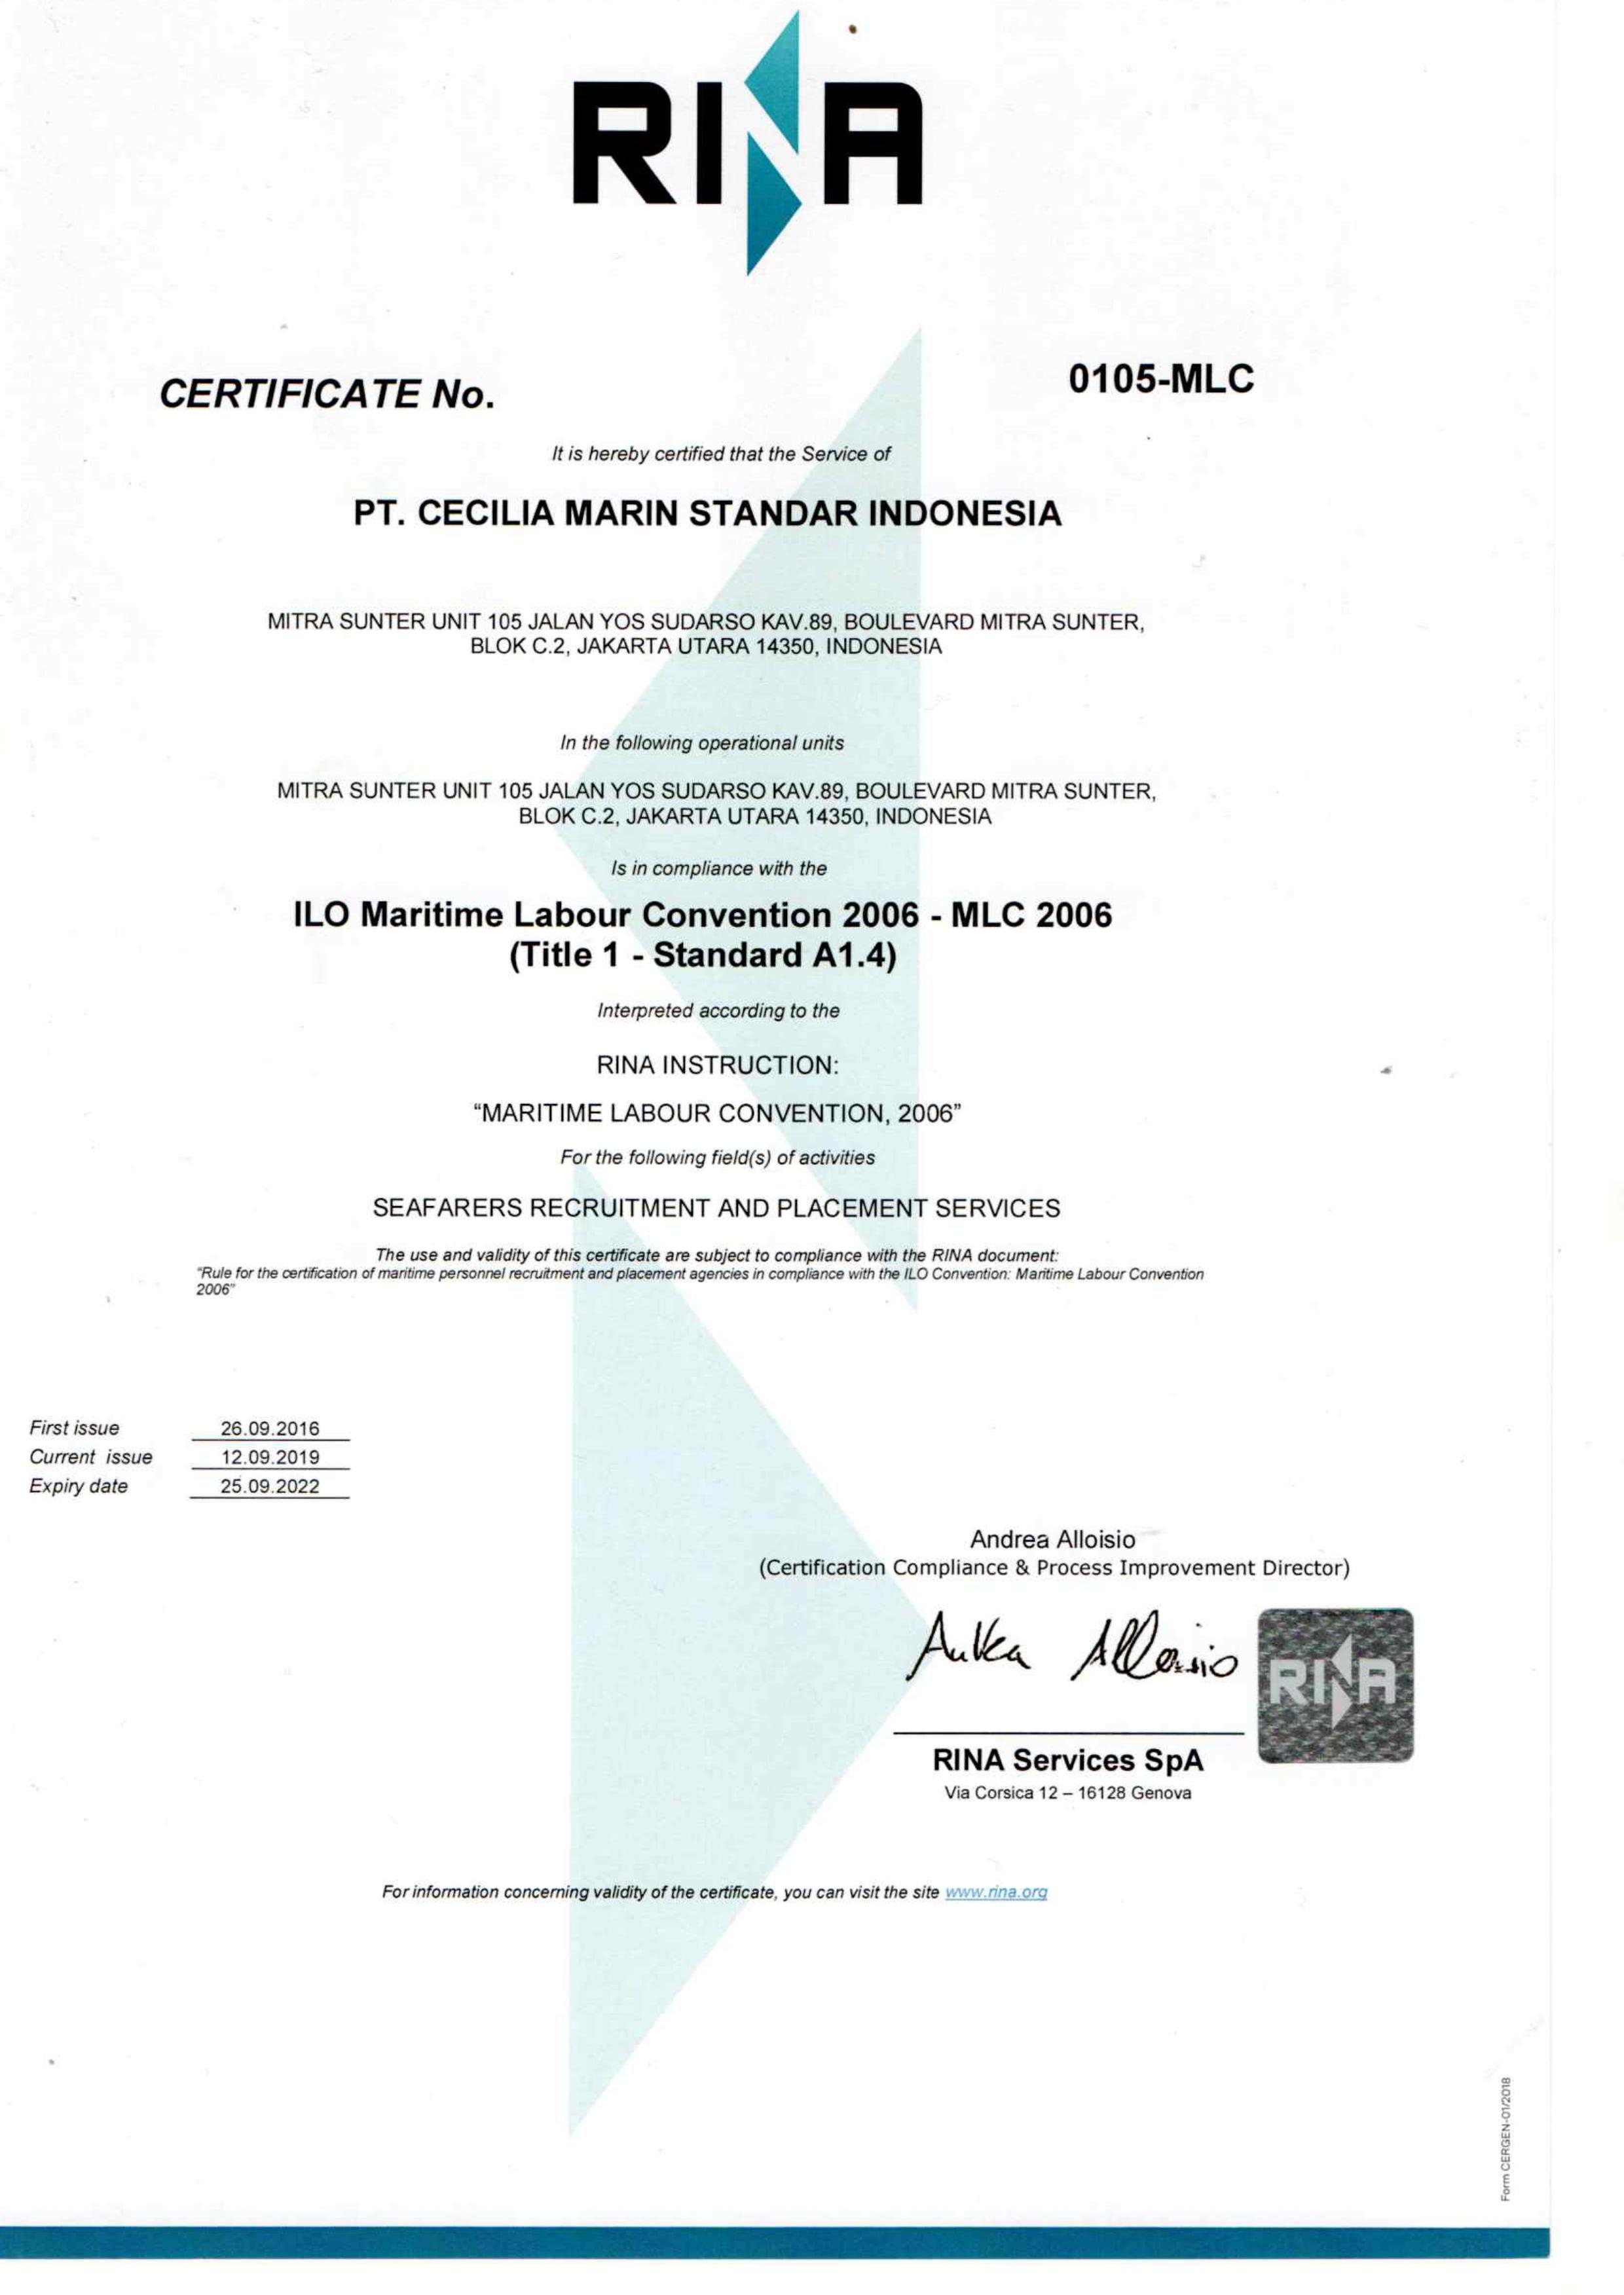 RINA
CERTIFICATE No.
0105-MLC
It is hereby certified that the Service of
PT. CECILIA MARIN STANDAR INDONESIA
MITRA SUNTER UNIT 105 JALAN YOS SUDARSO KAV.89, BOULEVARD MITRA SUNTER,
BLOK C.2, JAKARTA UTARA 14350, INDONESIA
In the following operational units
MITRA SUNTER UNIT 105 JALAN YOS SUDARSO KAV.89, BOULEVARD MITRA SUNTER,
BLOK C.2, JAKARTA UTARA 14350, INDONESIA
Is in compliance with the
ILO Maritime Labour Convention 2006 - MLC 2006
(Title 1 - Standard A1.4)
Interpreted according to the
RINA INSTRUCTION:
“MARITIME LABOUR CONVENTION, 2006”
For the following field(s) of activities
SEAFARERS RECRUITMENT AND PLACEMENT SERVICES
The use and validity of this certificate are subject to compliance with the RINA document:
“Rule for the certification of maritime personnel recruitment and placement agencies in compliance with the ILO Convention: Maritime Labour Convention
2006”
First issue 26.09.2016
Current issue 12.09.2019
Expiry date 25.09.2022
Andrea Alloisio
(Certification Compliance & Process Improvement Director)
Andrea Alloisio
RINA
RINA Services SpA
Via Corsica 12 – 16128 Genova
For information concerning validity of the certificate, you can visit the site www.rina.org
Form CERGEN-01/2018